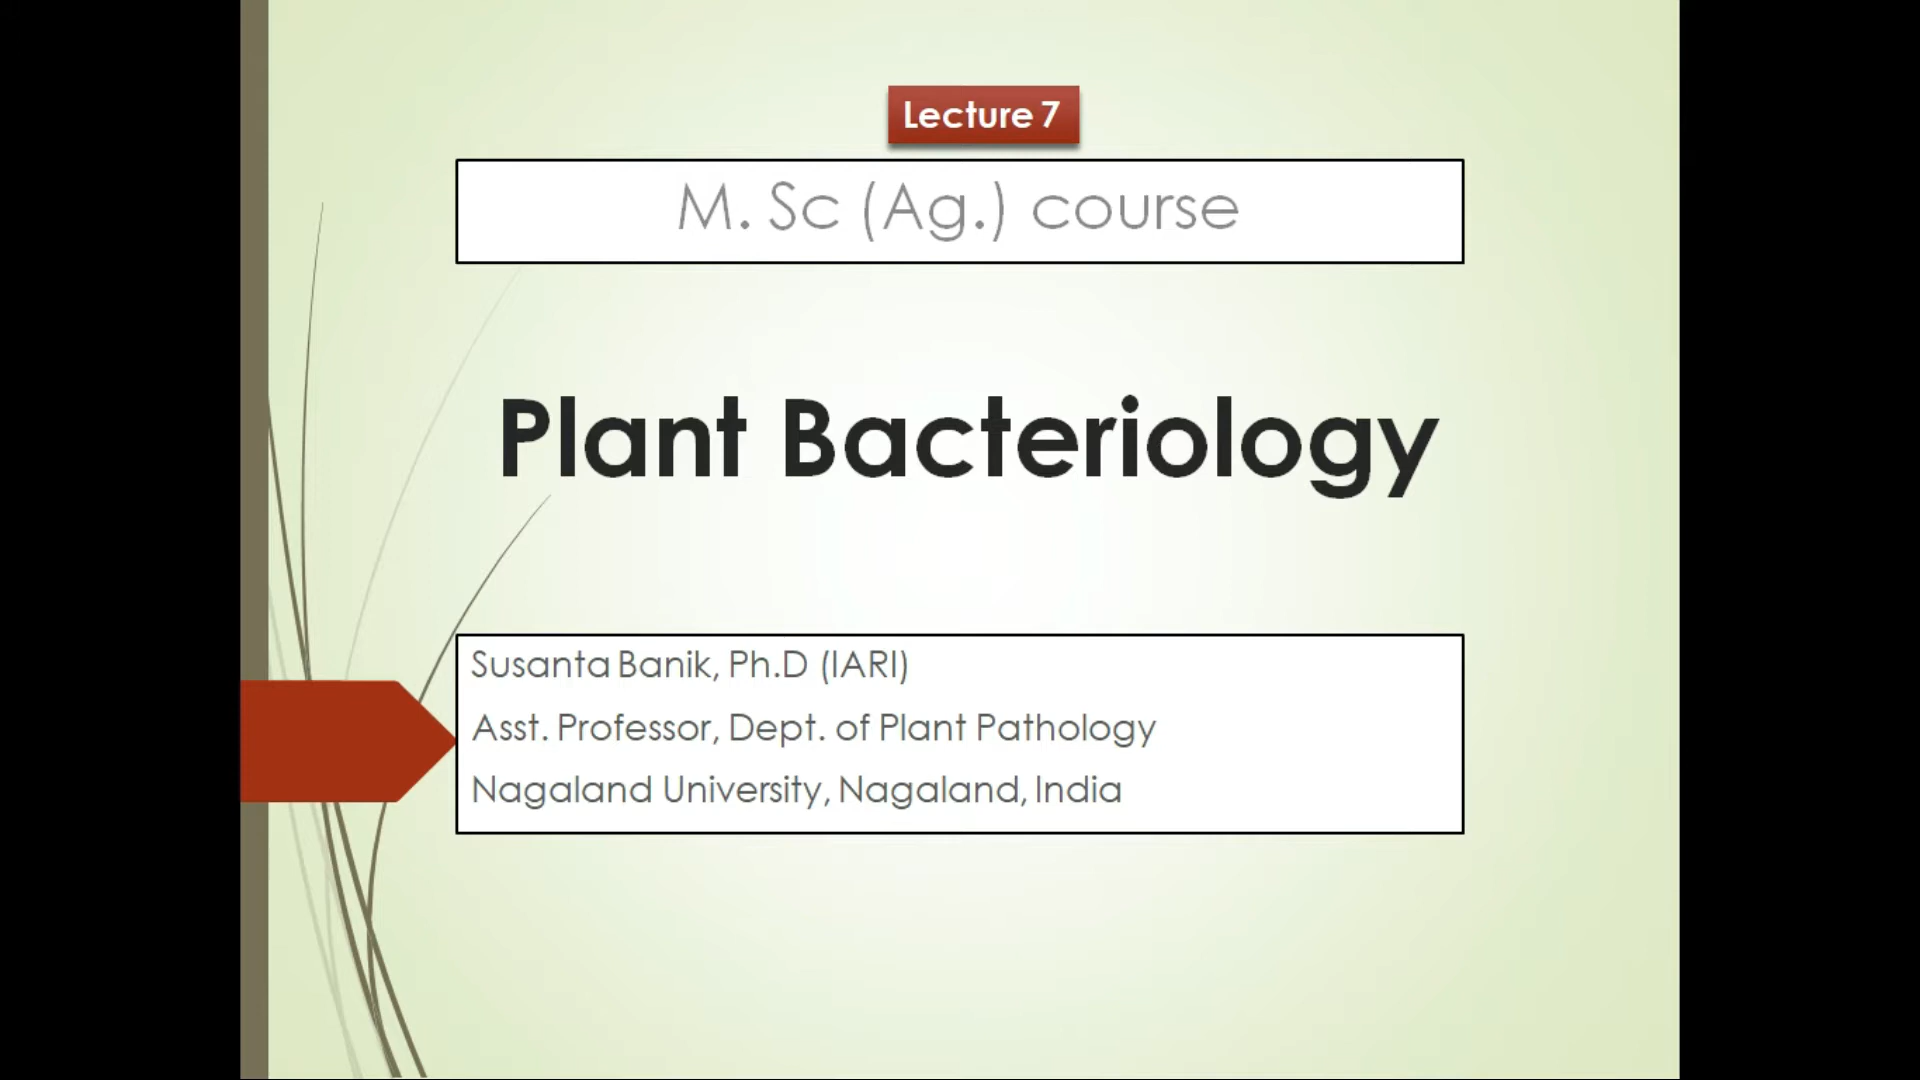 Lecture 7
M. Sc (Ag.) course
Plant Bacteriology
Susanta Banik, Ph.D (IARI)
Asst. Professor, Dept. of Plant Pathology
Nagaland University, Nagaland, India